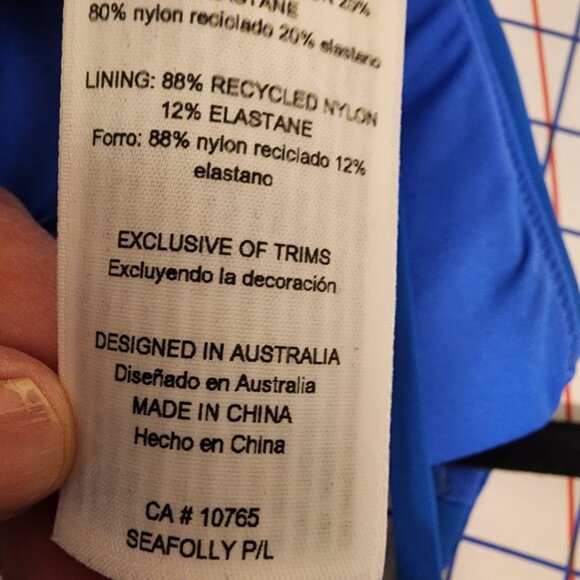 ELASTANE
80% nylon reciclado 20% elastano
LINING: 88% RECYCLED NYLON
12% ELASTANE
Forro: 88% nylon reciclado 12%
elastano
EXCLUSIVE OF TRIMS
Excluyendo la decoración
DESIGNED IN AUSTRALIA
Diseñado en Australia
MADE IN CHINA
Hecho en China
CA # 10765
SEAFOLLY P/L